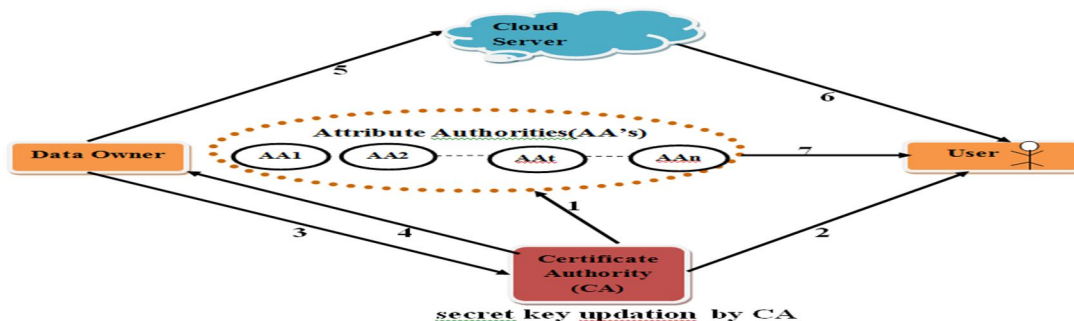 Cloud
Server
5
6
Attribute Authorities(AA's)
Data Owner
AA1
AA2
AAt
AAn
7
User
1
3
4
2
Certificate
Authority
(CA)
secret key updation by CA